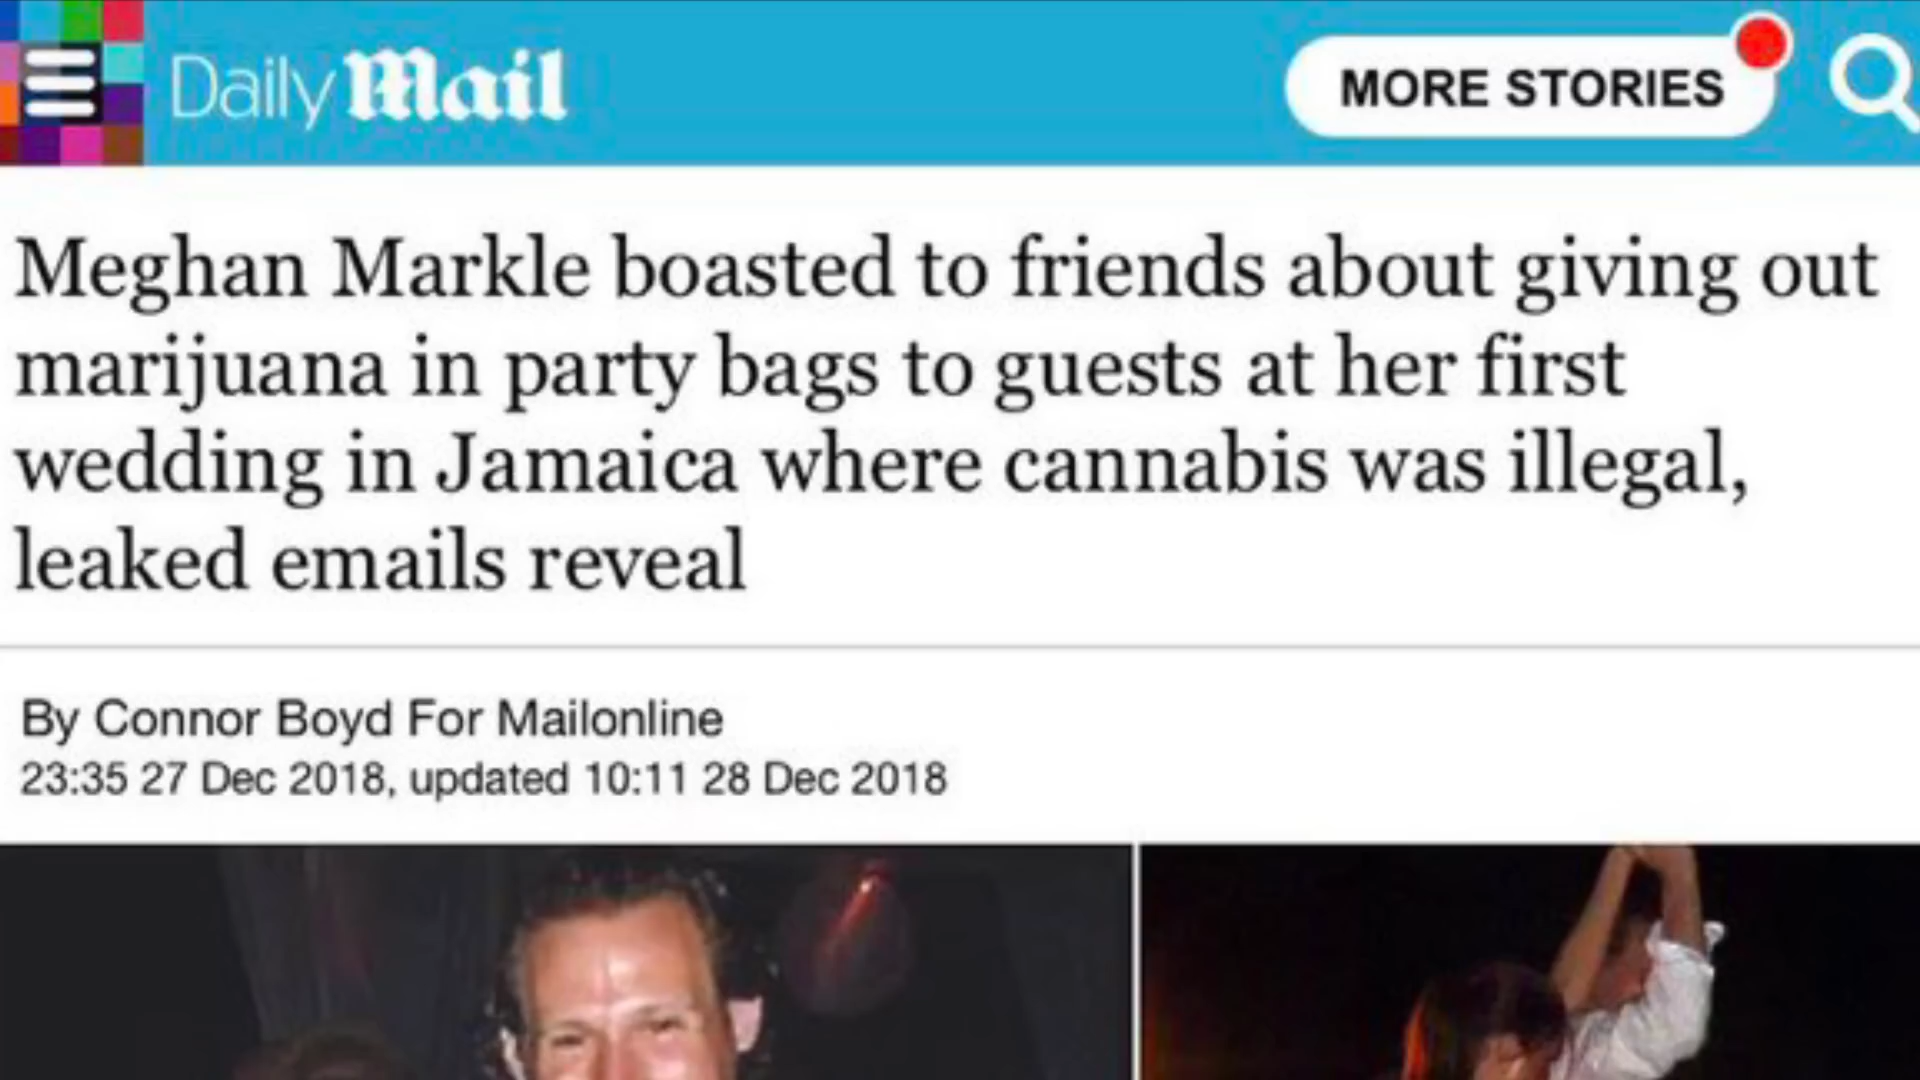 Daily Mail
MORE STORIES
Meghan Markle boasted to friends about giving out
marijuana in party bags to guests at her first
wedding in Jamaica where cannabis was illegal,
leaked emails reveal
By Connor Boyd For Mailonline
23:35 27 Dec 2018, updated 10:11 28 Dec 2018